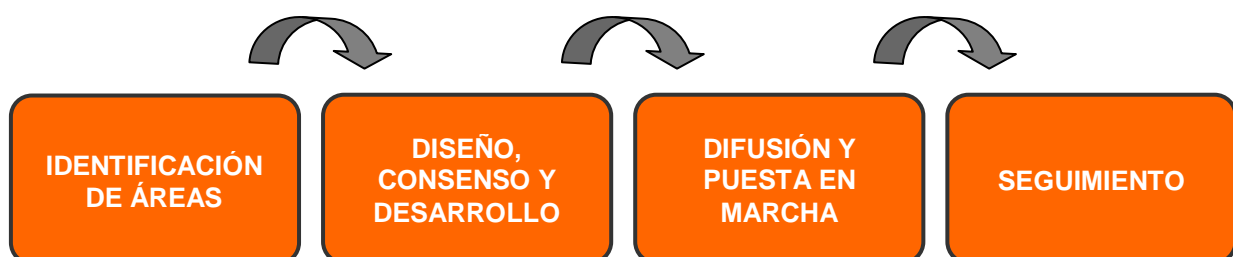 IDENTIFICACIÓN
DE ÁREAS
DISEÑO,
CONSENSO Y
DESARROLLO
DIFUSIÓN Y
PUESTA EN
MARCHA
SEGUIMIENTO